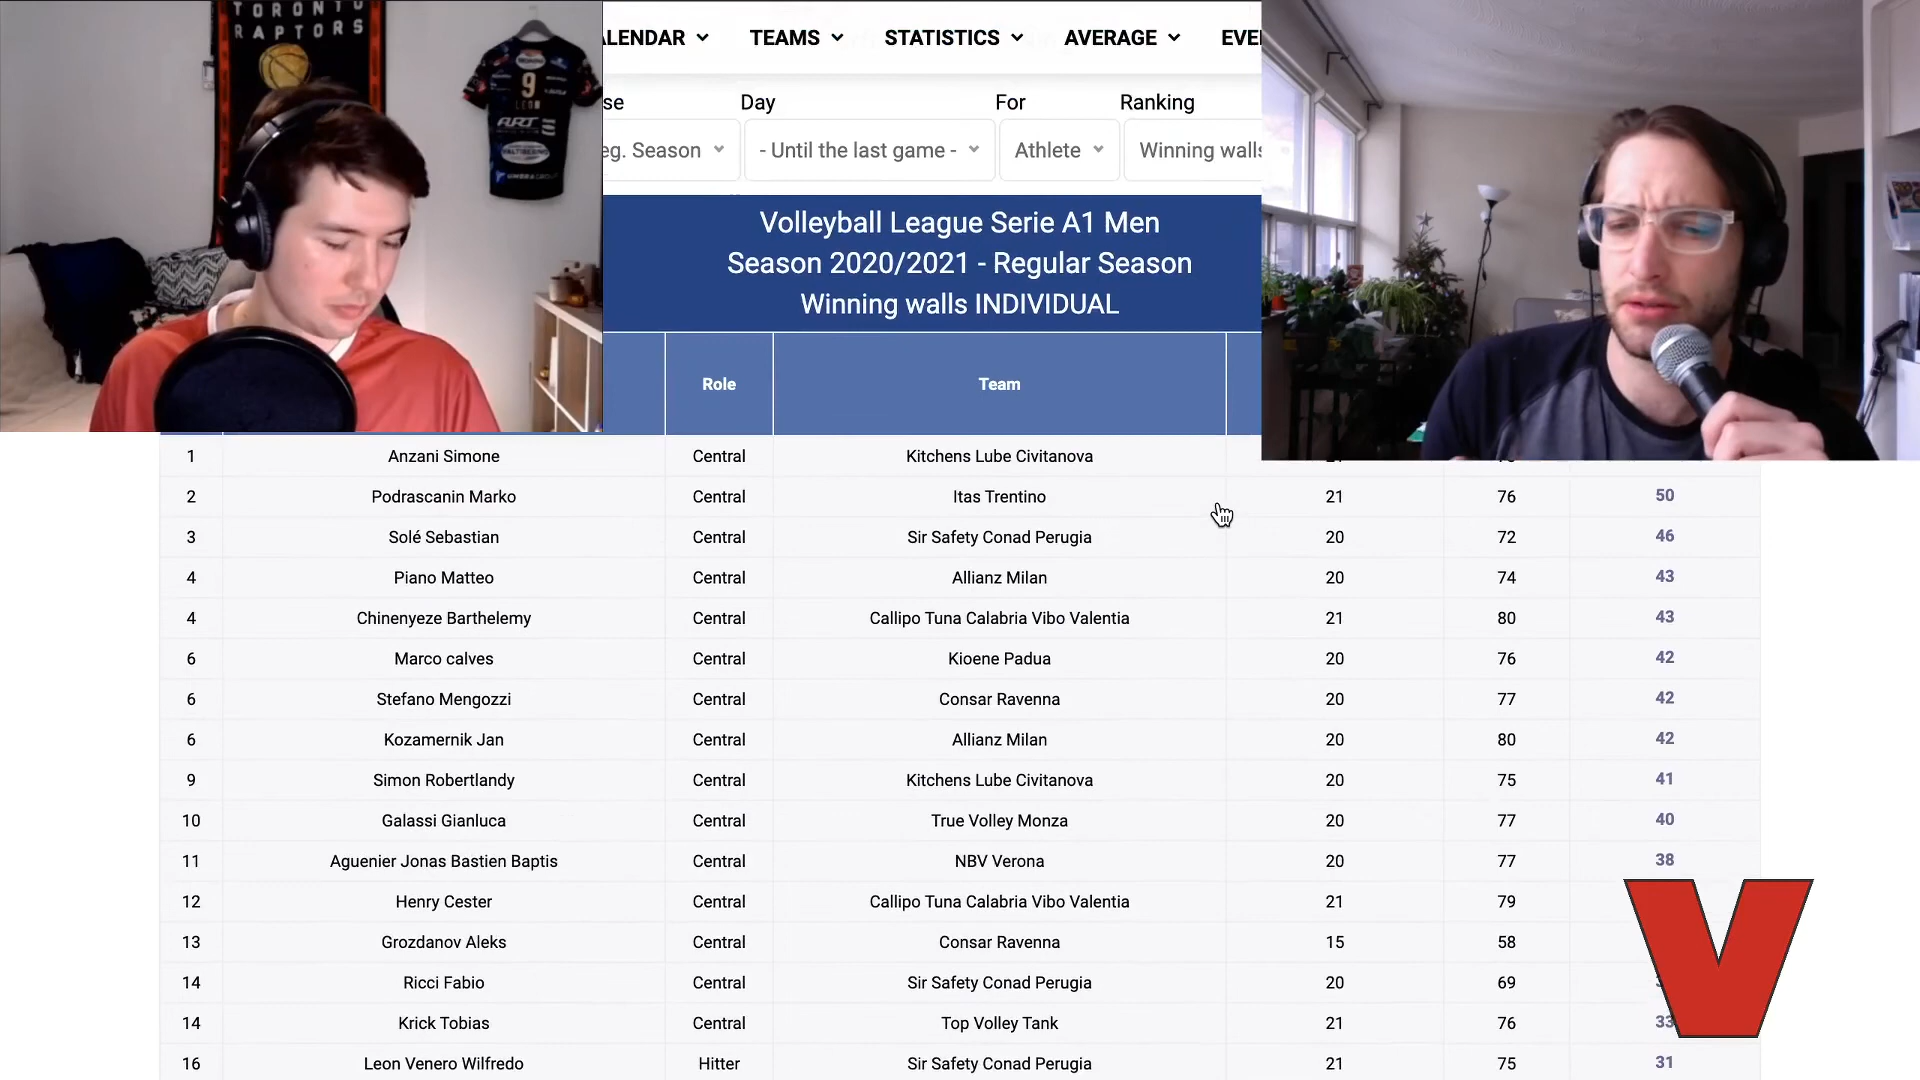 TORONTO
RAPTORS
9
LEON
ART
ALENDAR TEAMS STATISTICS AVERAGE EVE
se Day For Ranking
eg. Season - Until the last game - Athlete Winning walls
Volleyball League Serie A1 Men
Season 2020/2021 - Regular Season
Winning walls INDIVIDUAL
Role Team
1 Anzani Simone Central Kitchens Lube Civitanova
2 Podrascanin Marko Central Itas Trentino 21 76 50
3 Solé Sebastian Central Sir Safety Conad Perugia 20 72 46
4 Piano Matteo Central Allianz Milan 20 74 43
4 Chinenyeze Barthelemy Central Callipo Tuna Calabria Vibo Valentia 21 80 43
6 Marco calves Central Kioene Padua 20 76 42
6 Stefano Mengozzi Central Consar Ravenna 20 77 42
6 Kozamernik Jan Central Allianz Milan 20 80 42
9 Simon Robertlandy Central Kitchens Lube Civitanova 20 75 41
10 Galassi Gianluca Central True Volley Monza 20 77 40
11 Aguenier Jonas Bastien Baptis Central NBV Verona 20 77 38
12 Henry Cester Central Callipo Tuna Calabria Vibo Valentia 21 79
13 Grozdanov Aleks Central Consar Ravenna 15 58
14 Ricci Fabio Central Sir Safety Conad Perugia 20 69
14 Krick Tobias Central Top Volley Tank 21 76 33
16 Leon Venero Wilfredo Hitter Sir Safety Conad Perugia 21 75 31
V